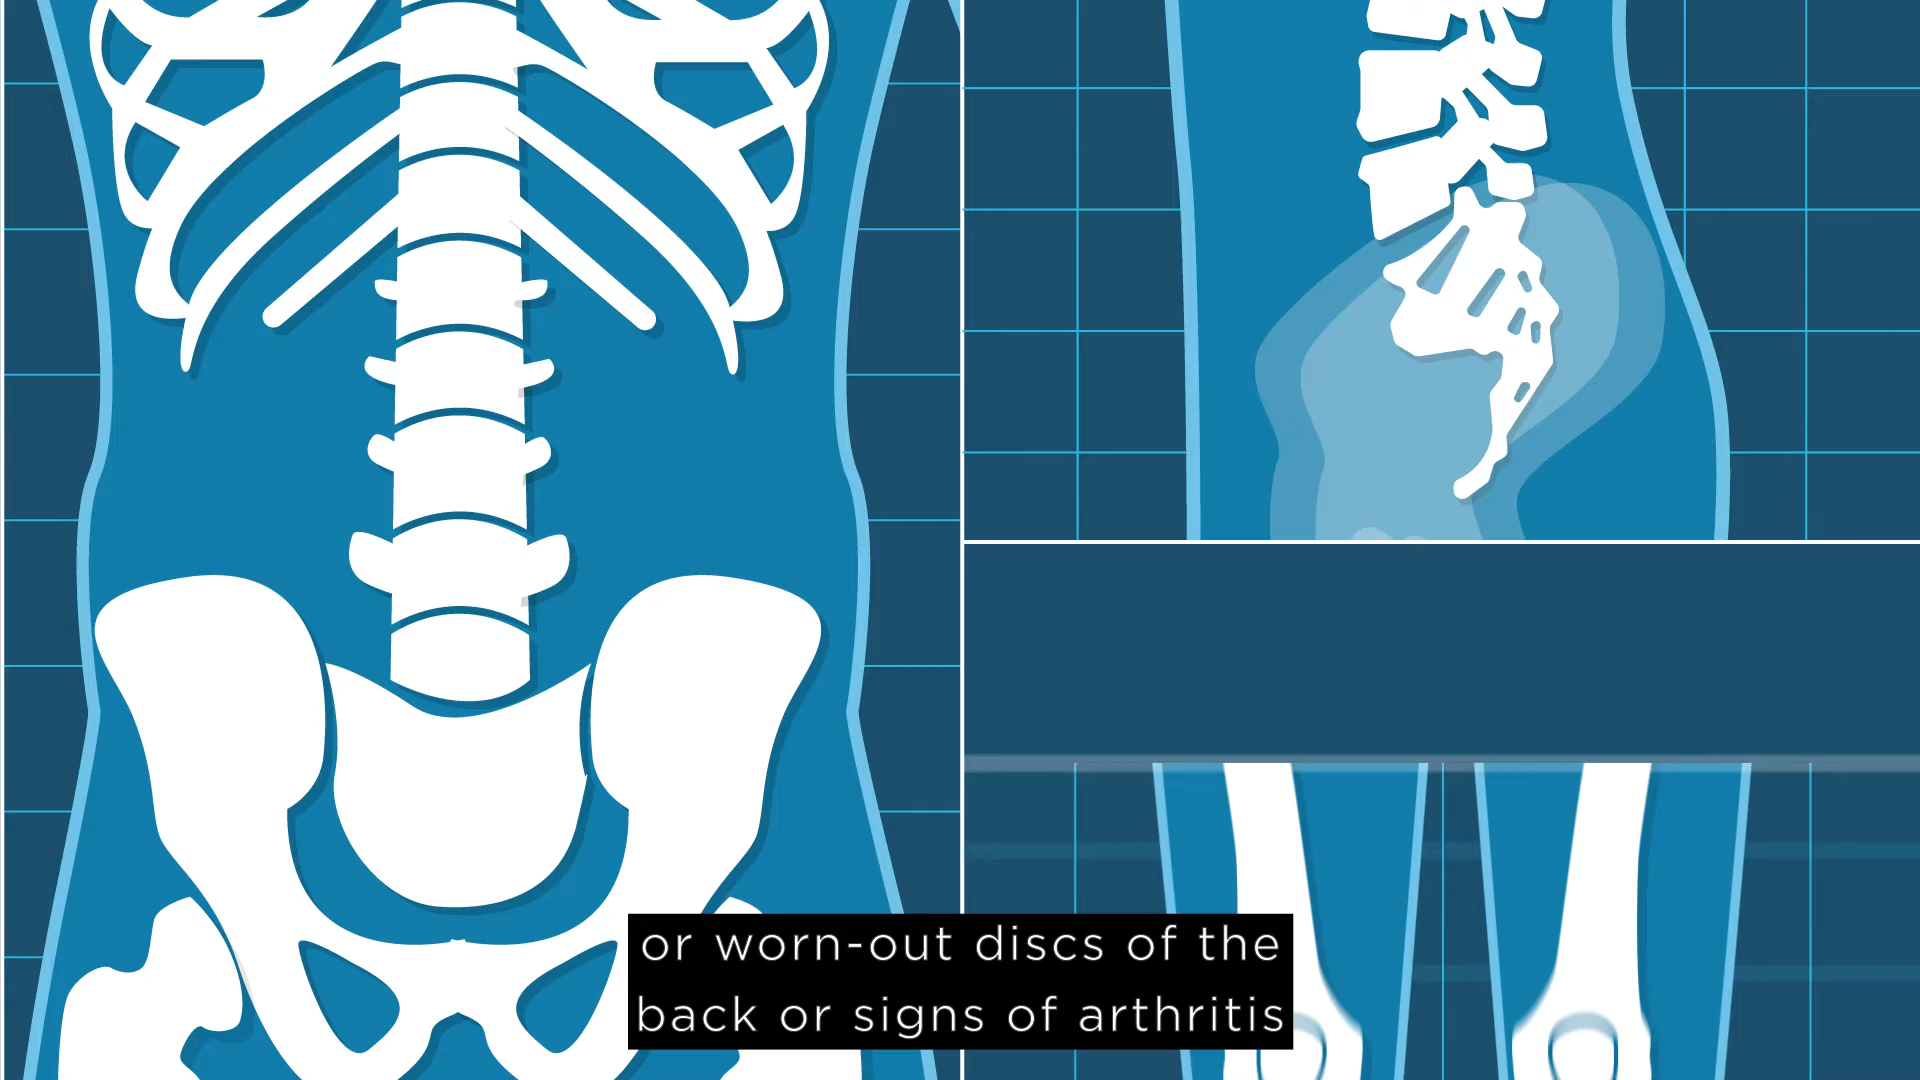 or worn-out discs of the
back or signs of arthritis